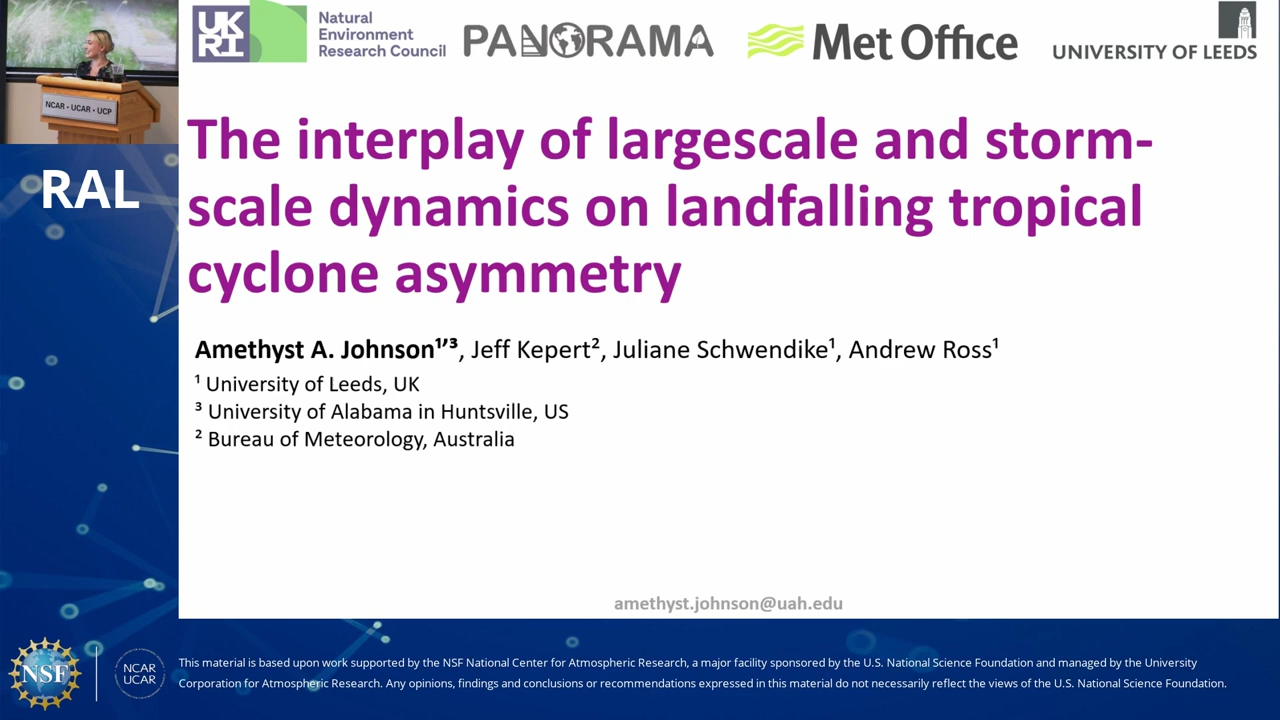 UK
RI
Natural
Environment
Research Council
PANORAMA
Met Office
UNIVERSITY OF LEEDS
NCAR • UCAR • UCP
RAL
The interplay of largescale and storm-
scale dynamics on landfalling tropical
cyclone asymmetry
Amethyst A. Johnson¹’³, Jeff Kepert², Juliane Schwendike¹, Andrew Ross¹
¹ University of Leeds, UK
³ University of Alabama in Huntsville, US
² Bureau of Meteorology, Australia
amethyst.johnson@uah.edu
NSF
NCAR
UCAR
This material is based upon work supported by the NSF National Center for Atmospheric Research, a major facility sponsored by the U.S. National Science Foundation and managed by the University
Corporation for Atmospheric Research. Any opinions, findings and conclusions or recommendations expressed in this material do not necessarily reflect the views of the U.S. National Science Foundation.